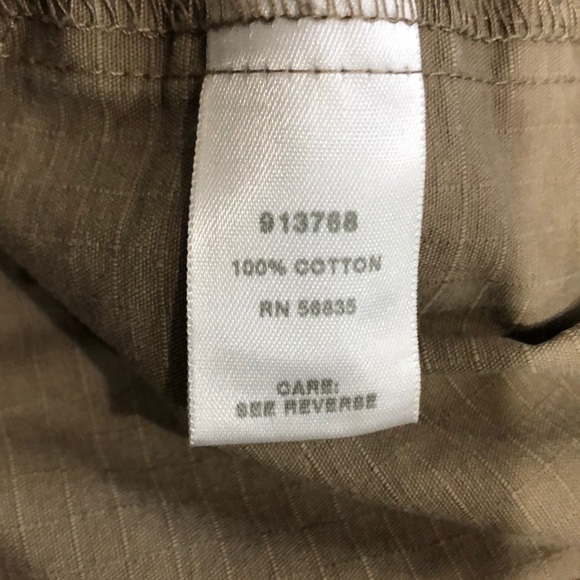 913768
100% COTTON
RN 56835
CARE:
SEE REVERSE